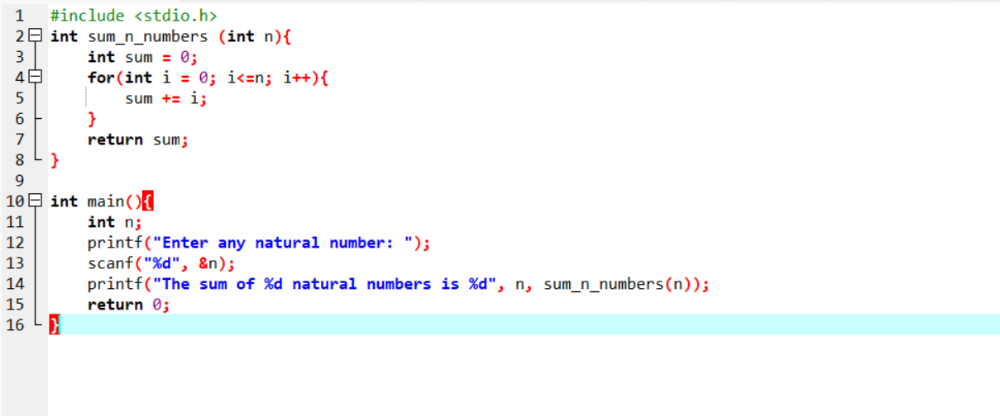 1 #include <stdio.h>
2 int sum_n_numbers (int n){
3 int sum = 0;
4 for(int i = 0; i<=n; i++){
5 sum += i;
6 }
7 return sum;
8 }
9
10 int main(){
11 int n;
12 printf("Enter any natural number: ");
13 scanf("%d", &n);
14 printf("The sum of %d natural numbers is %d", n, sum_n_numbers(n));
15 return 0;
16 }